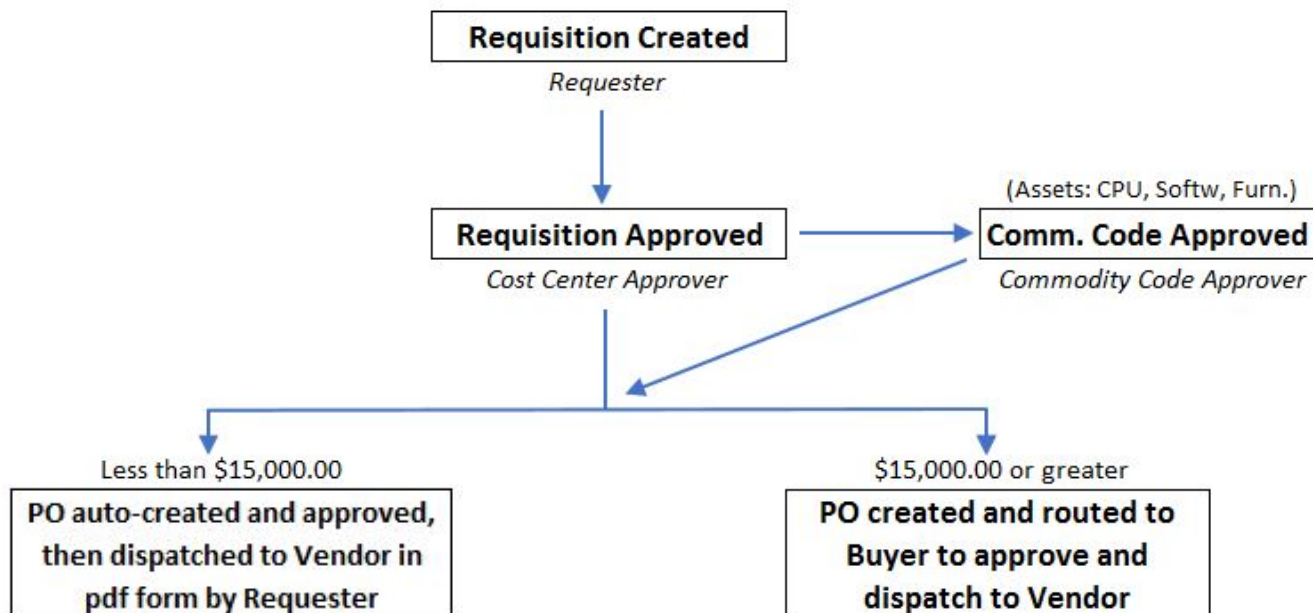 Requisition Created
Requester
(Assets: CPU, Softw, Furn.)
Requisition Approved
Comm. Code Approved
Cost Center Approver
Commodity Code Approver
Less than $15,000.00
PO auto-created and approved,
then dispatched to Vendor in
pdf form by Requester
$15,000.00 or greater
PO created and routed to
Buyer to approve and
dispatch to Vendor